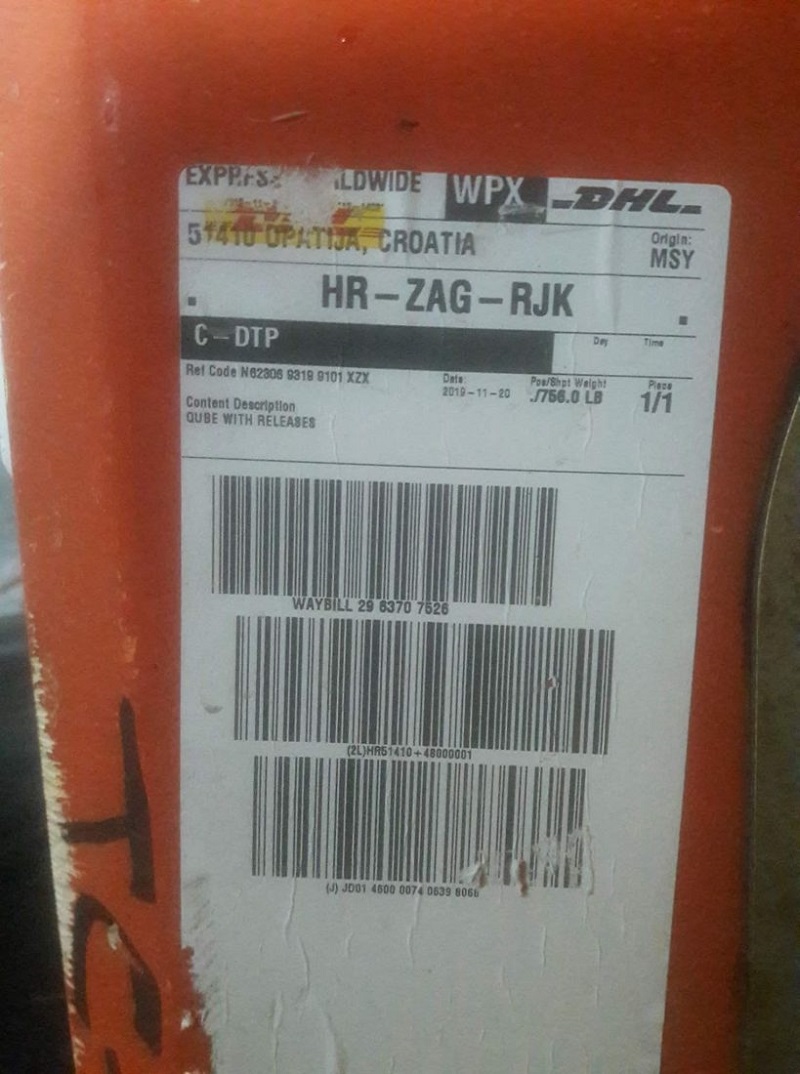 WPX DHL
51410 OPATIJA, CROATIA
Origin:
MSY
HR-ZAG-RJK
C-DTP
Day Time
Ref Code N62306 9319 9101 XZX
Date:
2019-11-20
Pce/Shpt Weight
./756.0 LB
Piece
1/1
Content Description
QUBE WITH RELEASES
WAYBILL 29 6370 7526
(2L)HR51410+48000001
(J) JD01 4600 0074 0639 6066